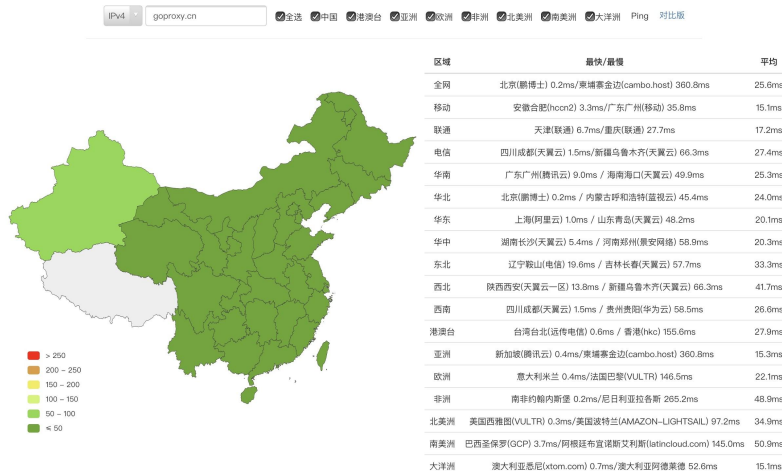 IPv4 goproxy.cn 全选 中国 港澳台 亚洲 欧洲 非洲 北美洲 南美洲 大洋洲 Ping 对比版
区域 最快/最慢 平均
全网 北京(鹏博士) 0.2ms/柬埔寨金边(cambo.host) 360.8ms 25.6ms
移动 安徽合肥(hccn2) 3.3ms/广东广州(移动) 35.8ms 15.1ms
联通 天津(联通) 6.7ms/重庆(联通) 27.7ms 17.2ms
电信 四川成都(天翼云) 1.5ms/新疆乌鲁木齐(天翼云) 66.3ms 27.4ms
华南 广东广州(腾讯云) 9.0ms / 海南海口(天翼云) 49.9ms 25.3ms
华北 北京(鹏博士) 0.2ms / 内蒙古呼和浩特(蓝视云) 45.4ms 24.0ms
华东 上海(阿里云) 1.0ms / 山东青岛(天翼云) 48.2ms 20.1ms
华中 湖南长沙(天翼云) 5.4ms / 河南郑州(景安网络) 58.9ms 20.3ms
东北 辽宁鞍山(电信) 19.6ms / 吉林长春(天翼云) 57.7ms 33.3ms
西北 陕西西安(天翼云一区) 13.8ms / 新疆乌鲁木齐(天翼云) 66.3ms 41.7ms
西南 四川成都(天翼云) 1.5ms / 贵州贵阳(华为云) 58.5ms 26.6ms
港澳台 台湾台北(远传电信) 0.6ms / 香港(hkc) 155.6ms 27.9ms
亚洲 新加坡(腾讯云) 0.4ms/柬埔寨金边(cambo.host) 360.8ms 15.3ms
欧洲 意大利米兰 0.4ms/法国巴黎(VULTR) 146.5ms 22.1ms
非洲 南非约翰内斯堡 0.2ms/尼日利亚拉各斯 265.2ms 48.9ms
北美洲 美国西雅图(VULTR) 0.3ms/美国波特兰(AMAZON-LIGHTSAIL) 97.2ms 34.9ms
南美洲 巴西圣保罗(GCP) 3.7ms/阿根廷布宜诺斯艾利斯(latincloud.com) 145.0ms 50.9ms
大洋洲 澳大利亚悉尼(xtom.com) 0.7ms/澳大利亚阿德莱德 52.6ms 15.1ms
> 250
200 - 250
150 - 200
100 - 150
50 - 100
≤ 50